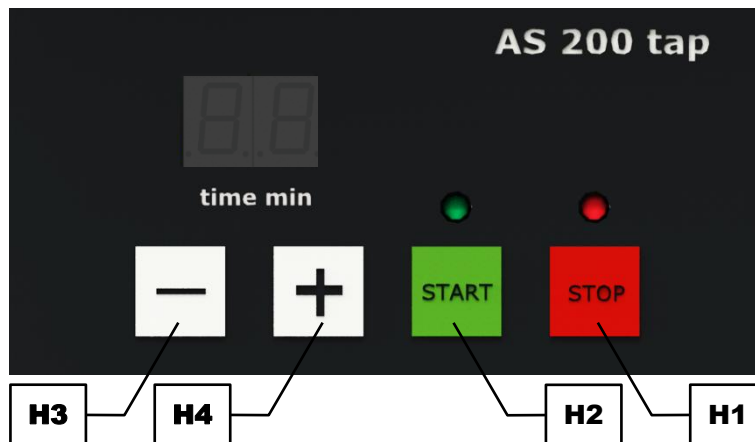 AS 200 tap
time min
− +
START STOP
H3 H4 H2 H1